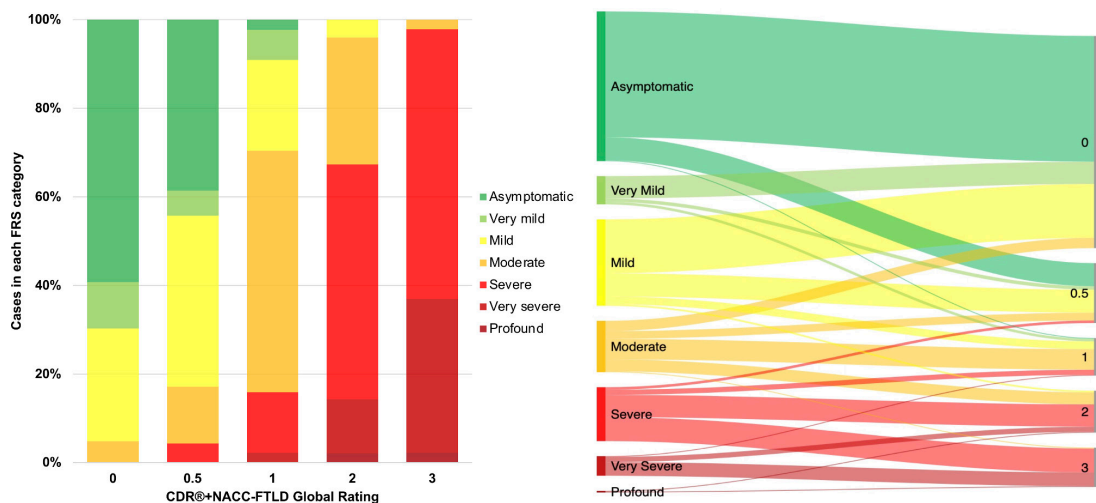 100%
80%
60%
40%
20%
0%
Cases in each FRS category
0 0.5 1 2 3
CDR®+NACC-FTLD Global Rating
Asymptomatic
Very mild
Mild
Moderate
Severe
Very severe
Profound
Asymptomatic
Very Mild
Mild
Moderate
Severe
Very Severe
Profound
0
0.5
1
2
3